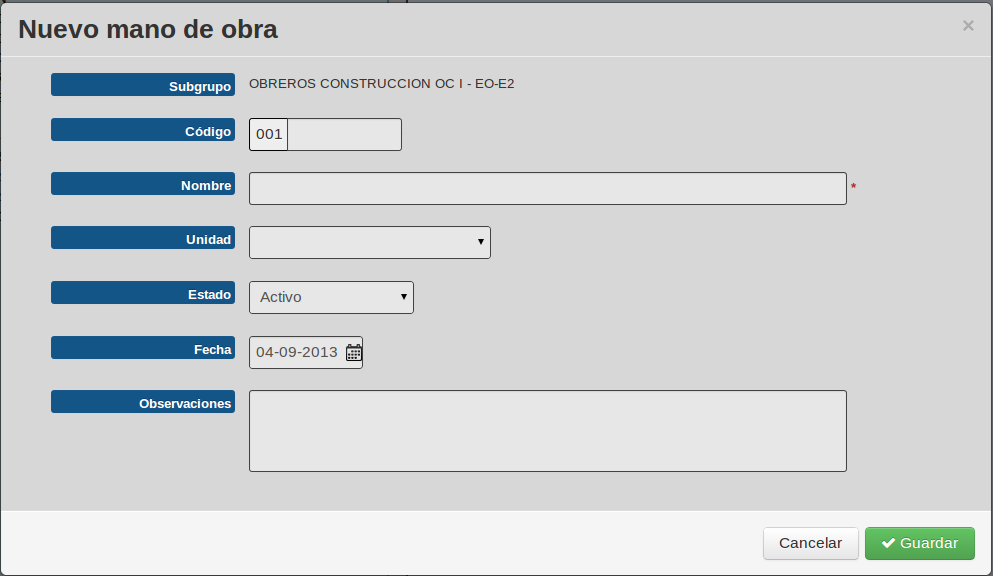 Nuevo mano de obra ×
Subgrupo OBREROS CONSTRUCCION OC I - EO-E2
Código 001
Nombre *
Unidad
Estado Activo
Fecha 04-09-2013
Observaciones
Cancelar Guardar